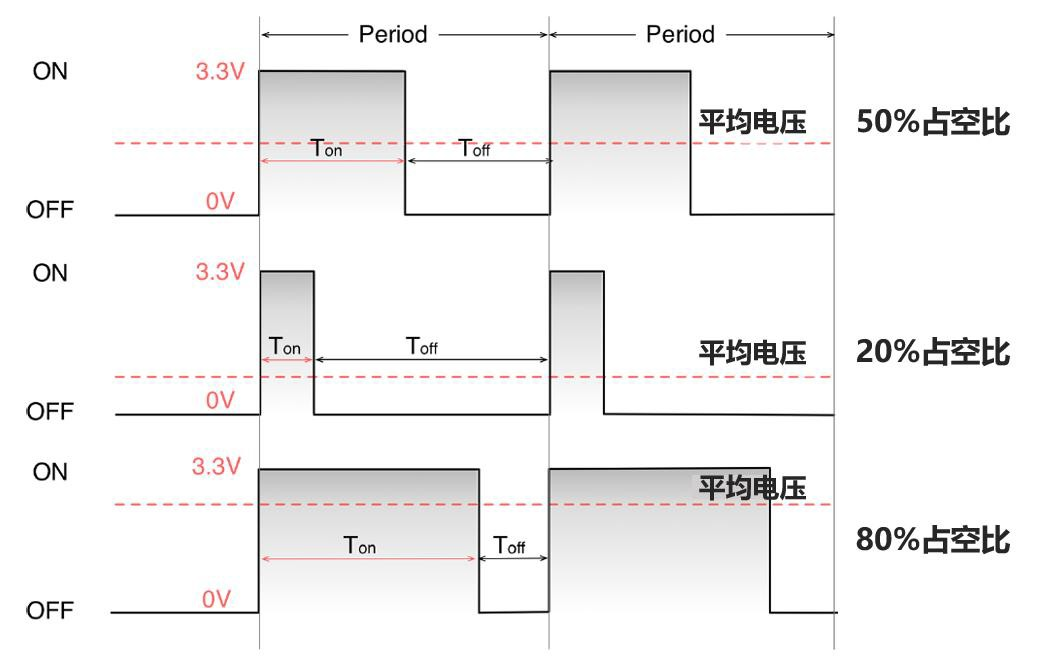 Period Period
ON 3.3V
平均电压 50%占空比
Ton Toff
0V
OFF
ON 3.3V
Ton Toff 平均电压 20%占空比
0V
OFF
ON 3.3V
平均电压
80%占空比
Ton Toff
0V
OFF